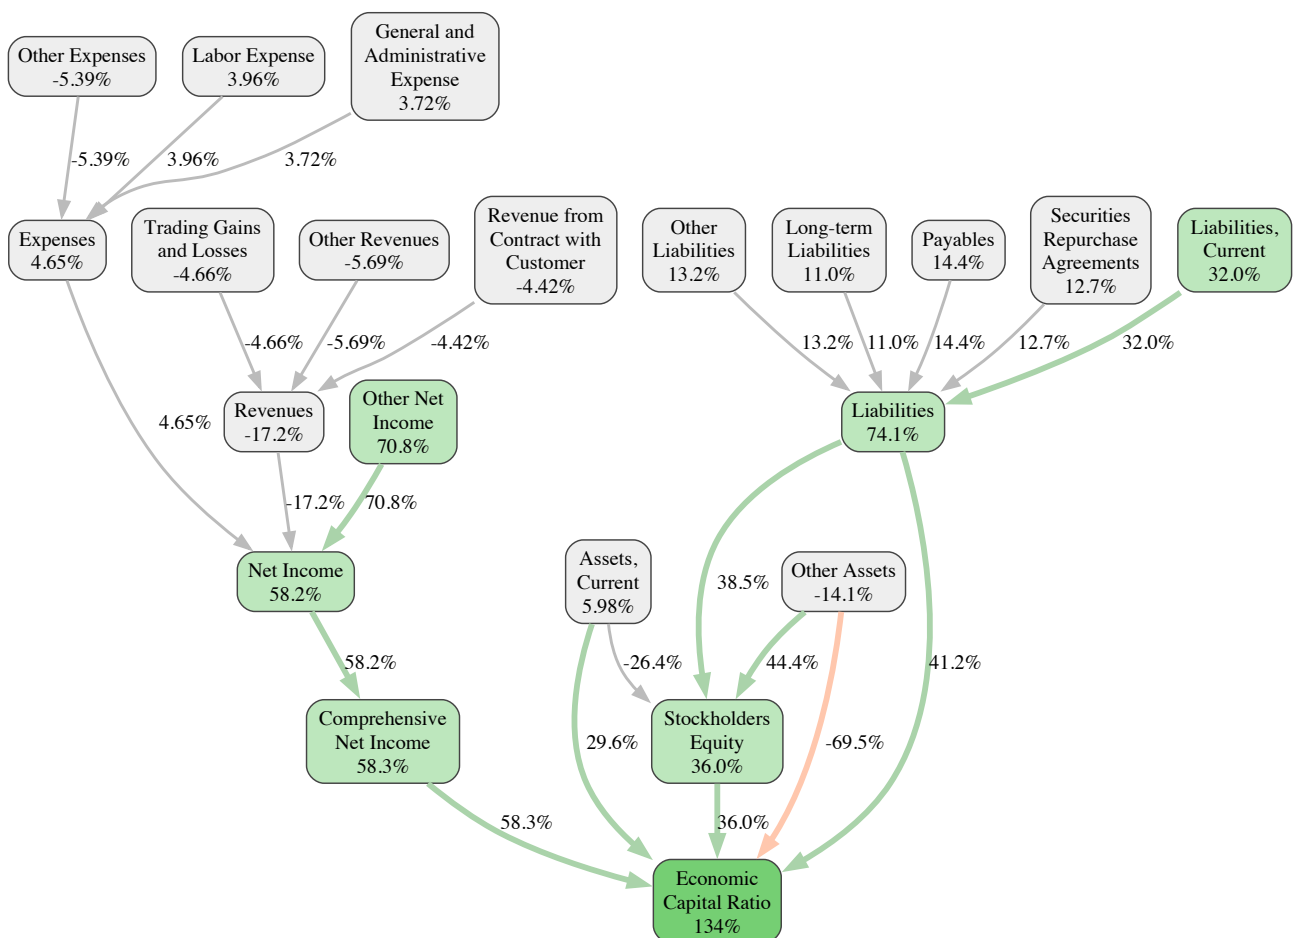 Other Expenses
-5.39%
Labor Expense
3.96%
General and
Administrative
Expense
3.72%
-5.39%
3.96%
3.72%
Expenses
4.65%
Trading Gains
and Losses
-4.66%
Other Revenues
-5.69%
Revenue from
Contract with
Customer
-4.42%
Other
Liabilities
13.2%
Long-term
Liabilities
11.0%
Payables
14.4%
Securities
Repurchase
Agreements
12.7%
Liabilities,
Current
32.0%
-4.66%
-5.69%
-4.42%
13.2%
11.0%
14.4%
12.7%
32.0%
4.65%
Revenues
-17.2%
Other Net
Income
70.8%
Liabilities
74.1%
-17.2%
70.8%
Net Income
58.2%
Assets,
Current
5.98%
38.5%
Other Assets
-14.1%
58.2%
-26.4%
44.4%
41.2%
Comprehensive
Net Income
58.3%
29.6%
Stockholders
Equity
36.0%
-69.5%
58.3%
36.0%
Economic
Capital Ratio
134%